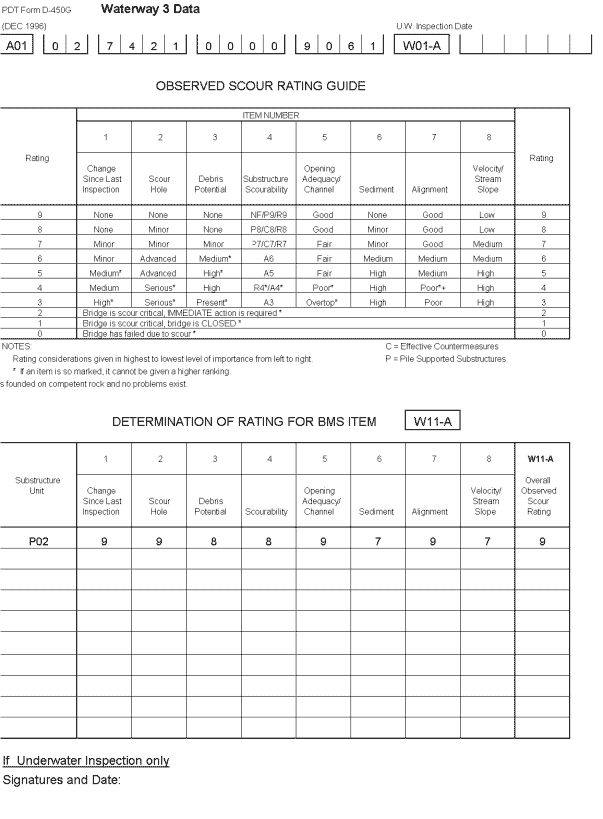 PDT Form D-450G Waterway 3 Data
(DEC 1996) U.W. Inspection Date
A01 0 2 7 4 2 1 0 0 0 0 9 0 6 1 W01-A
OBSERVED SCOUR RATING GUIDE
ITEM NUMBER
Rating 1 2 3 4 5 6 7 8 Rating
Change Since Last Inspection Scour Hole Debris Potential Substructure Scourability Opening Adequacy/ Channel Sediment Alignment Velocity/ Stream Slope
9 None None None NF/P9/R9 Good None Good Low 9
8 None Minor None P8/C8/R8 Good Minor Good Low 8
7 Minor Minor Minor P7/C7/R7 Fair Minor Good Medium 7
6 Minor Advanced Medium* A6 Fair Medium Medium Medium 6
5 Medium* Advanced High* A5 Fair High Medium High 5
4 Medium Serious* High R4*/A4* Poor* High Poor*+ High 4
3 High* Serious* Present* A3 Overtop* High Poor High 3
2 Bridge is scour critical, IMMEDIATE action is required * 2
1 Bridge is scour critical, bridge is CLOSED * 1
0 Bridge has failed due to scour * 0
NOTES: C = Effective Countermeasures
Rating considerations given in highest to lowest level of importance from left to right. P = Pile Supported Substructures
* If an item is so marked, it cannot be given a higher ranking.
s founded on competent rock and no problems exist.
DETERMINATION OF RATING FOR BMS ITEM W11-A
Substructure Unit 1 2 3 4 5 6 7 8 W11-A
Change Since Last Inspection Scour Hole Debris Potential Scourability Opening Adequacy/ Channel Sediment Alignment Velocity/ Stream Slope Overall Observed Scour Rating
P02 9 9 8 8 9 7 9 7 9
If Underwater Inspection only
Signatures and Date: